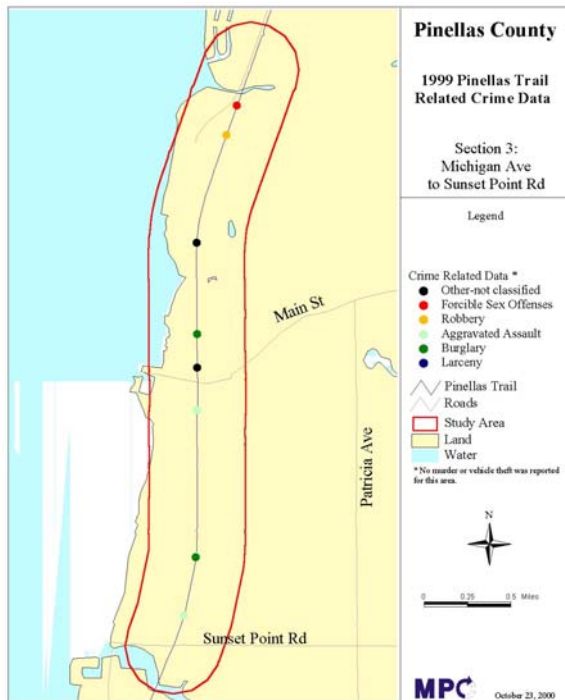 Pinellas County
1999 Pinellas Trail
Related Crime Data
Section 3:
Michigan Ave
to Sunset Point Rd
Legend
Crime Related Data *
Other-not classified
Forcible Sex Offenses
Robbery
Aggravated Assault
Burglary
Larceny
Pinellas Trail
Roads
Study Area
Land
Water
* No murder or vehicle theft was reported
for this area.
N
0 0.25 0.5 Miles
MPO
October 23, 2000
Main St
Patricia Ave
Sunset Point Rd